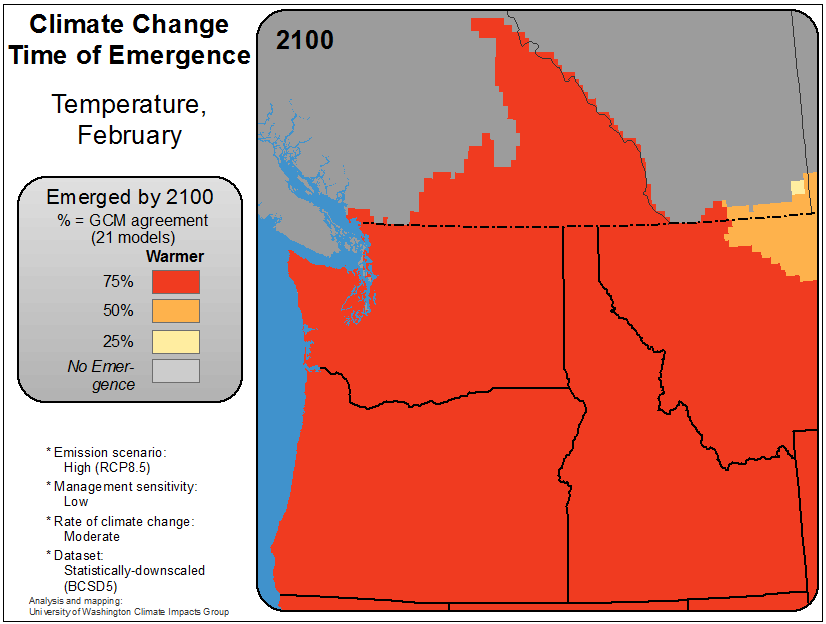 Climate Change
Time of Emergence
Temperature,
February
Emerged by 2100
% = GCM agreement
(21 models)
Warmer
75%
50%
25%
No Emer-
gence
* Emission scenario:
High (RCP8.5)
* Management sensitivity:
Low
* Rate of climate change:
Moderate
* Dataset:
Statistically-downscaled
(BCSD5)
Analysis and mapping:
University of Washington Climate Impacts Group
2100